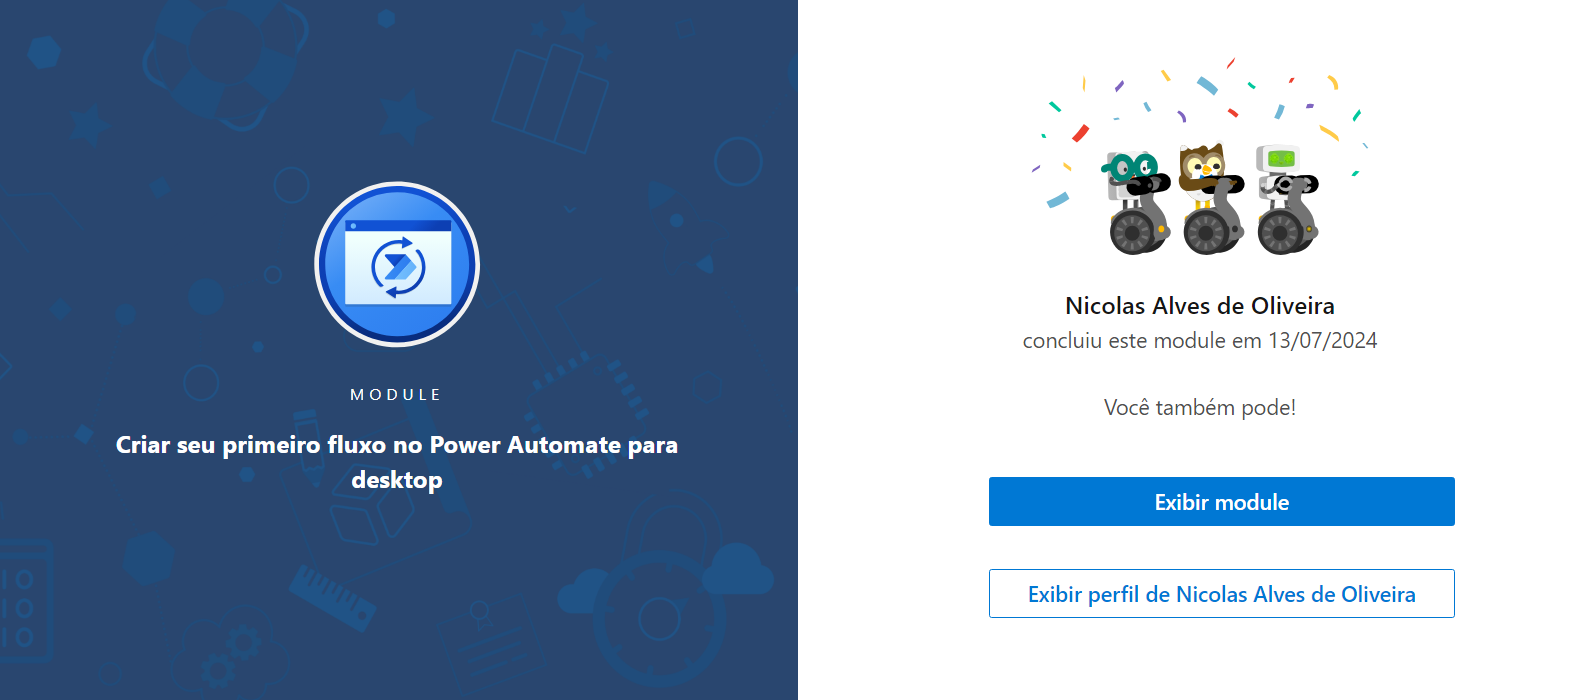 MODULE
Criar seu primeiro fluxo no Power Automate para
desktop
Nicolas Alves de Oliveira
concluiu este module em 13/07/2024
Você também pode!
Exibir module
Exibir perfil de Nicolas Alves de Oliveira